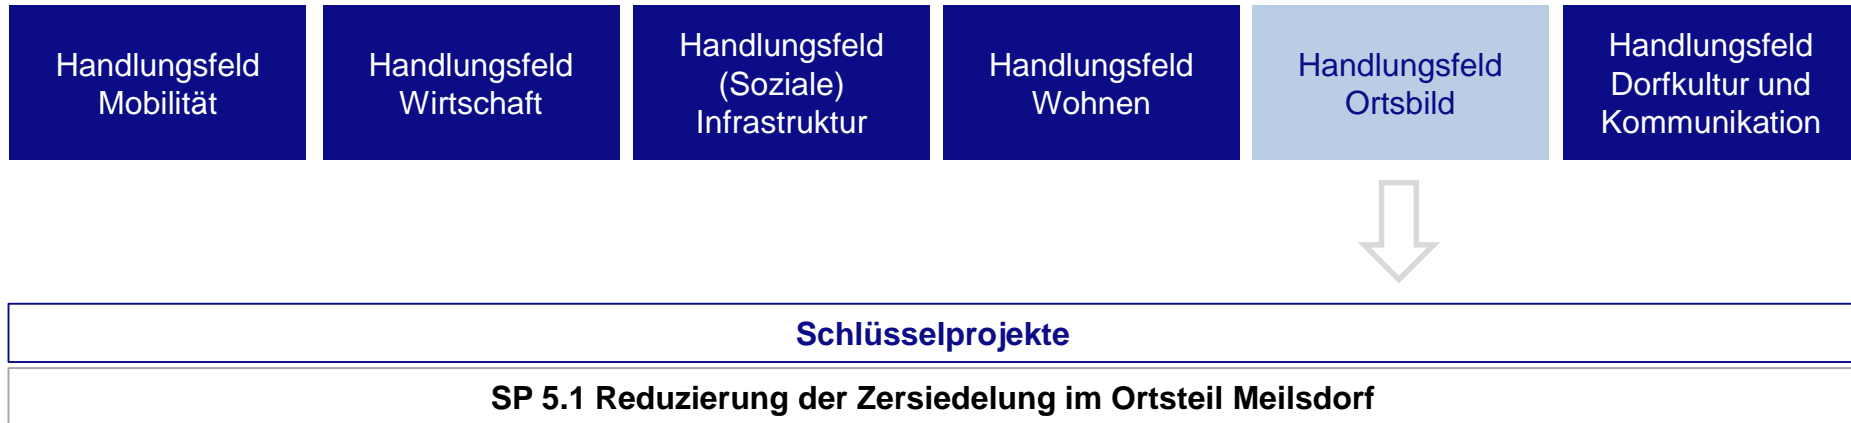 Handlungsfeld
Mobilität
Handlungsfeld
Wirtschaft
Handlungsfeld
(Soziale)
Infrastruktur
Handlungsfeld
Wohnen
Handlungsfeld
Ortsbild
Handlungsfeld
Dorfkultur und
Kommunikation
Schlüsselprojekte
SP 5.1 Reduzierung der Zersiedelung im Ortsteil Meilsdorf